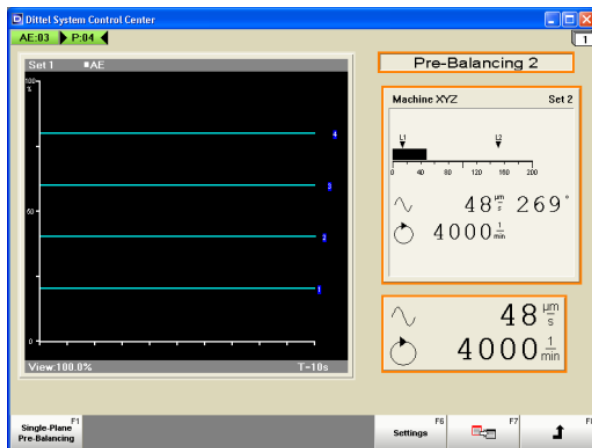 Dittel System Control Center
AE:03 P:04
1
Set 1 ■AE
100
%
50
0
4
3
2
1
View:100.0% T-10s
Pre-Balancing 2
Machine XYZ Set 2
L1 L2
0 40 80 120 160 200
48 µm/s 269°
4000 1/min
48 µm/s
4000 1/min
F1
Single-Plane
Pre-Balancing
F6
Settings
F7